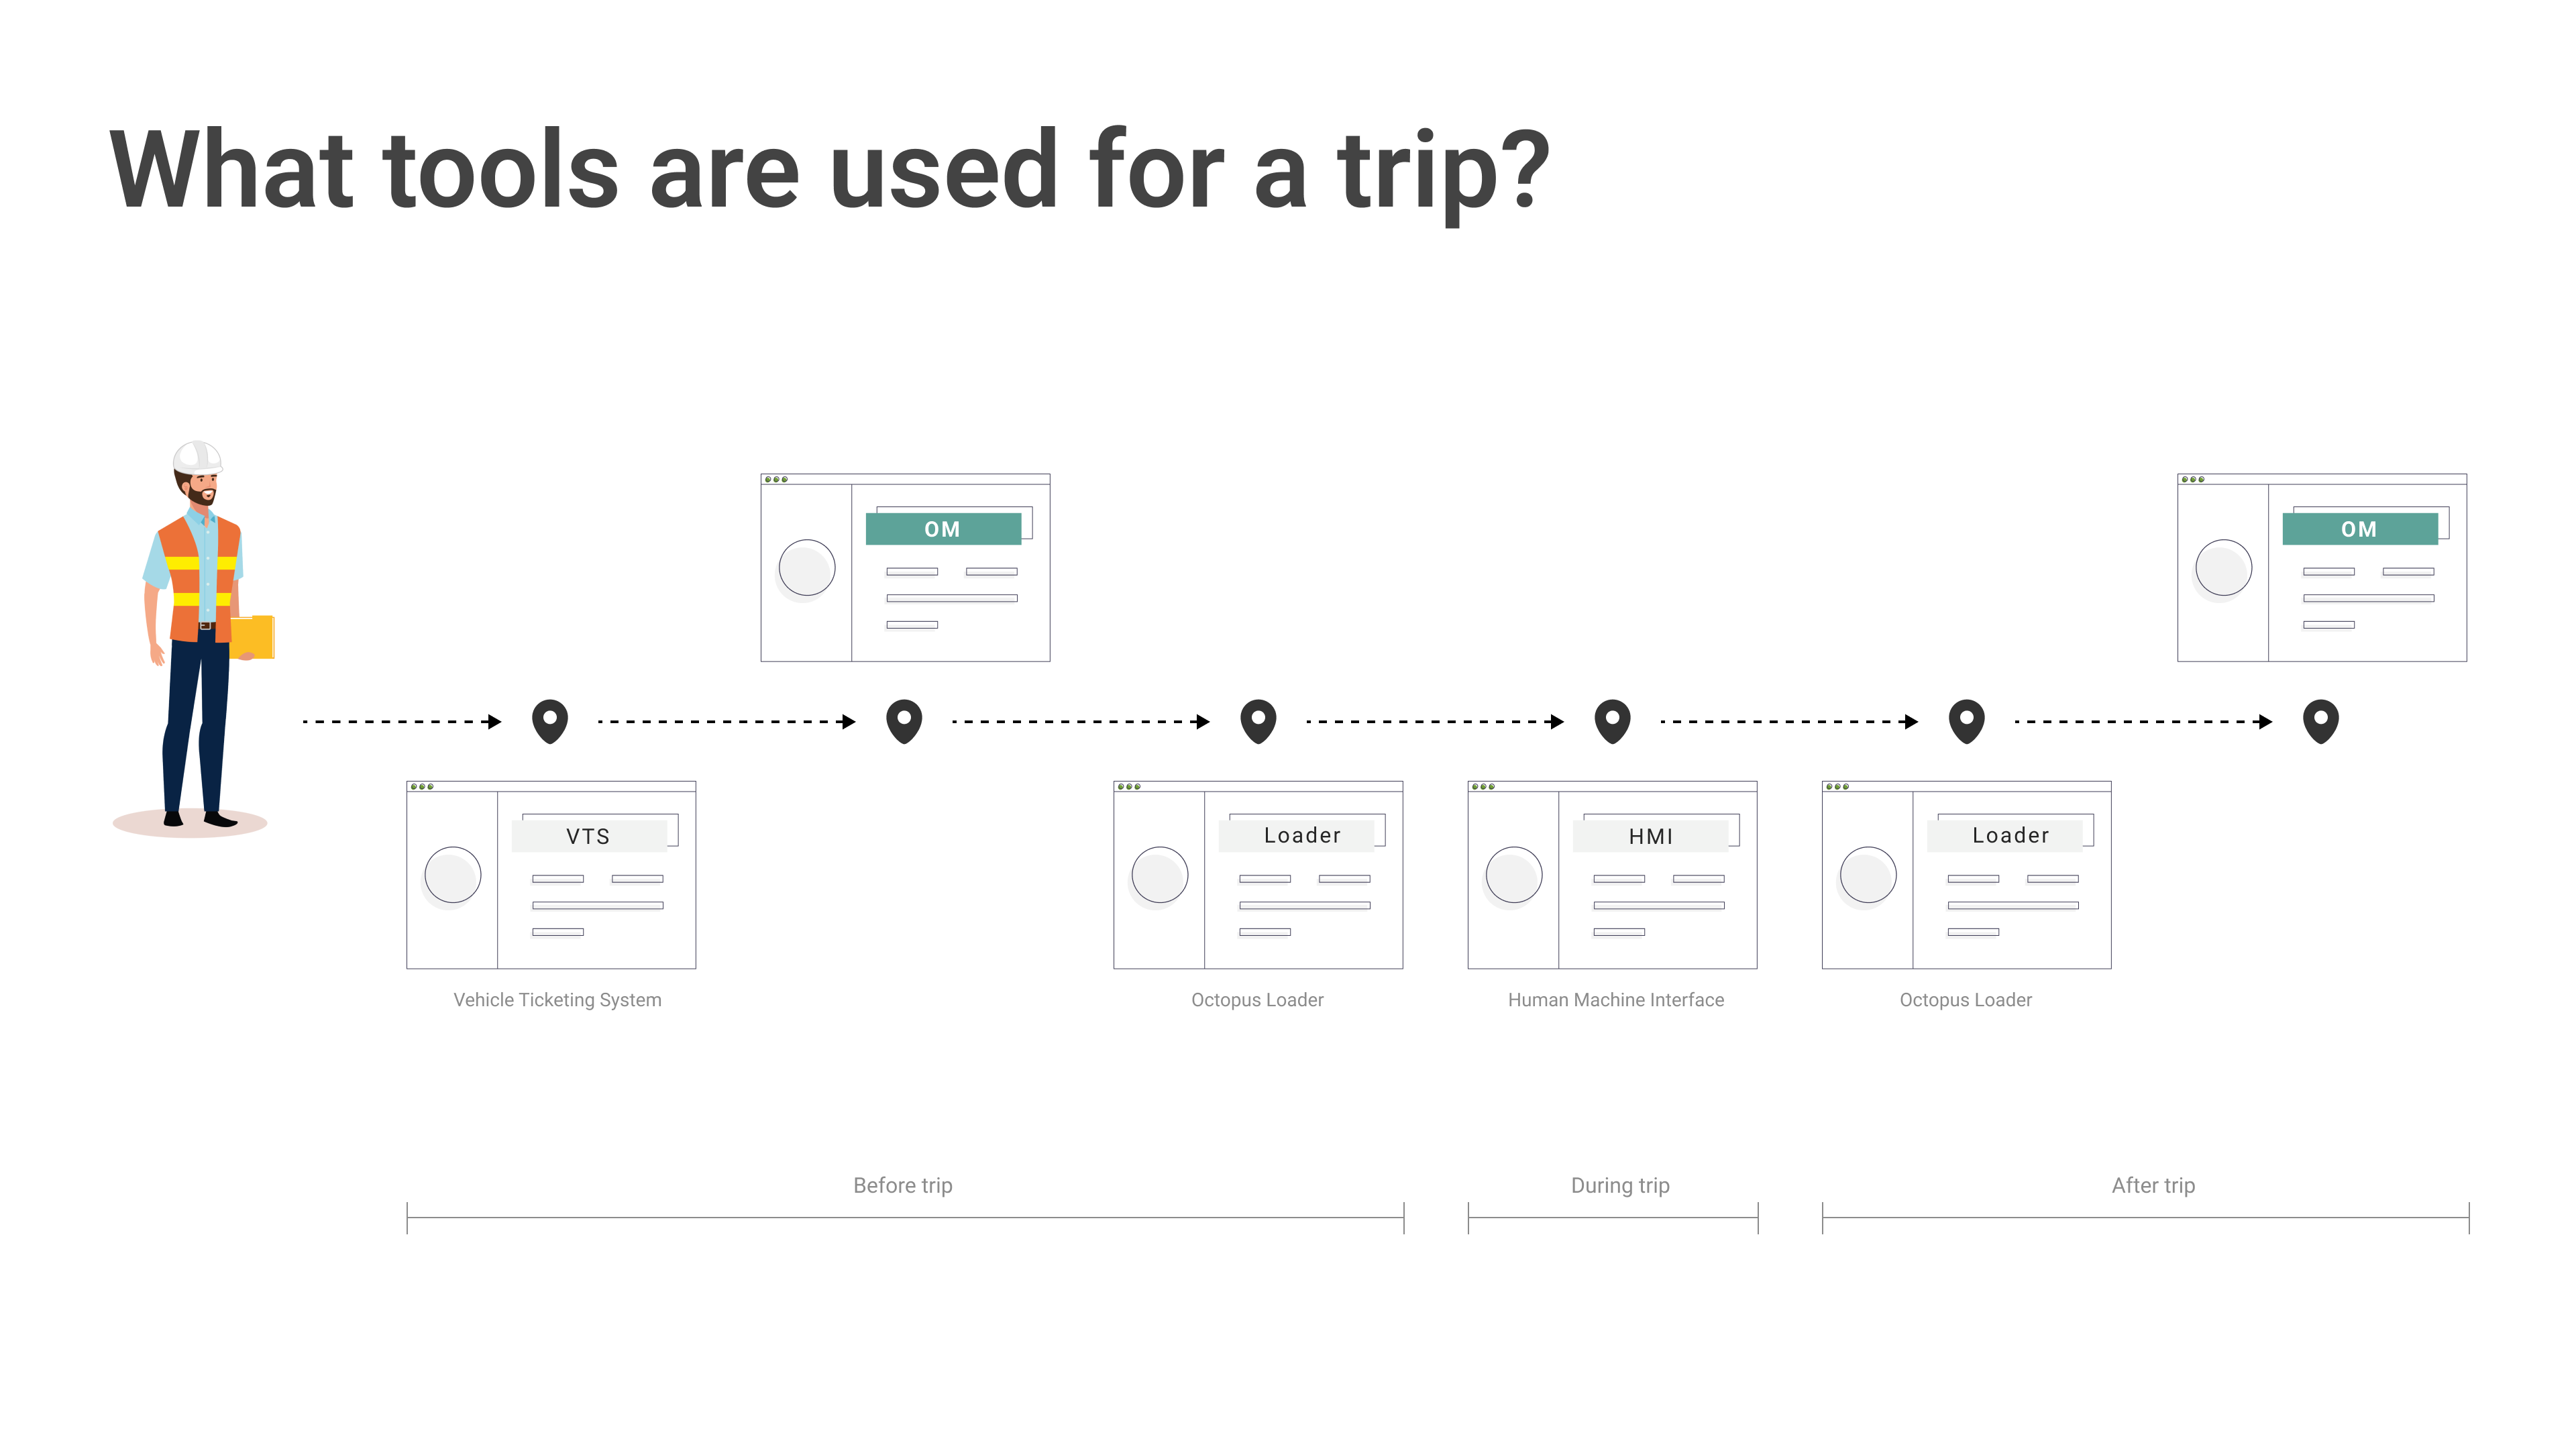 What tools are used for a trip?
OM
OM
VTS
Loader
HMI
Loader
Vehicle Ticketing System
Octopus Loader
Human Machine Interface
Octopus Loader
Before trip
During trip
After trip